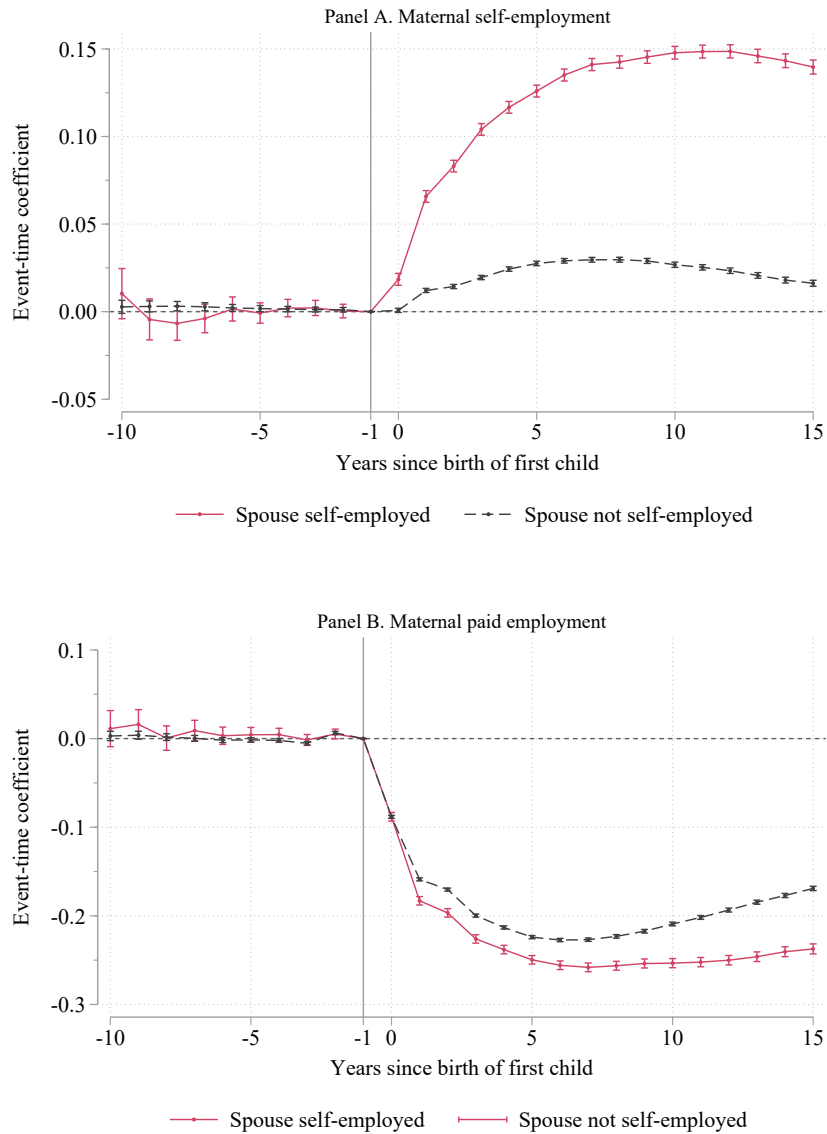 Panel A. Maternal self-employment
0.15
0.10
0.05
0.00
-0.05
Event-time coefficient
-10
-5
-1
0
5
10
15
Years since birth of first child
Spouse self-employed
Spouse not self-employed
Panel B. Maternal paid employment
0.1
0.0
-0.1
-0.2
-0.3
Event-time coefficient
-10
-5
-1
0
5
10
15
Years since birth of first child
Spouse self-employed
Spouse not self-employed